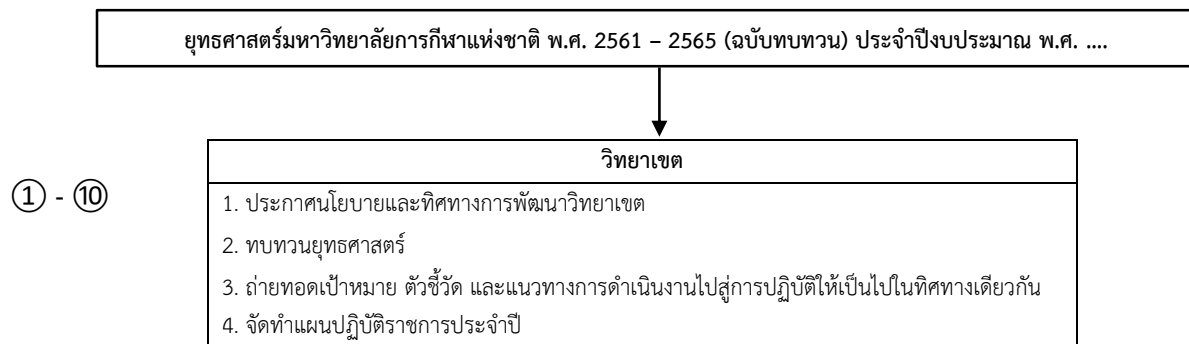 ยุทธศาสตร์มหาวิทยาลัยการกีฬาแห่งชาติ พ.ศ. 2561 – 2565 (ฉบับทบทวน) ประจำปีงบประมาณ พ.ศ. ....
วิทยาเขต
① - ⑩
1. ประกาศนโยบายและทิศทางการพัฒนาวิทยาเขต
2. ทบทวนยุทธศาสตร์
3. ถ่ายทอดเป้าหมาย ตัวชี้วัด และแนวทางการดำเนินงานไปสู่การปฏิบัติให้เป็นไปในทิศทางเดียวกัน
4. จัดทำแผนปฏิบัติราชการประจำปี